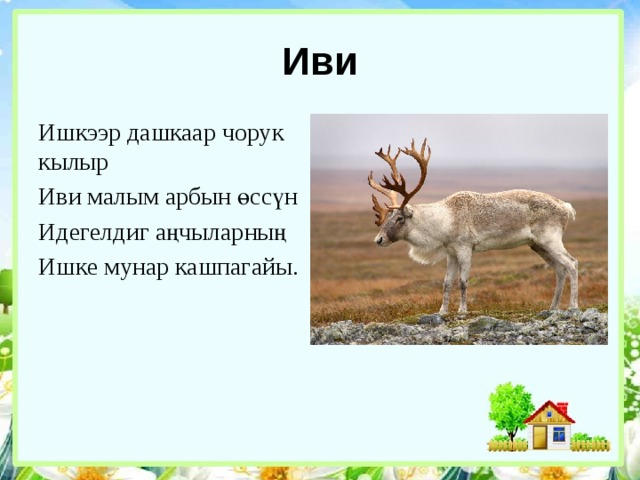 Иви
Ишкээр дашкаар чорук
кылыр
Иви малым арбын өссүн
Идегелдиг аңчыларның
Ишке мунар кашпагайы.